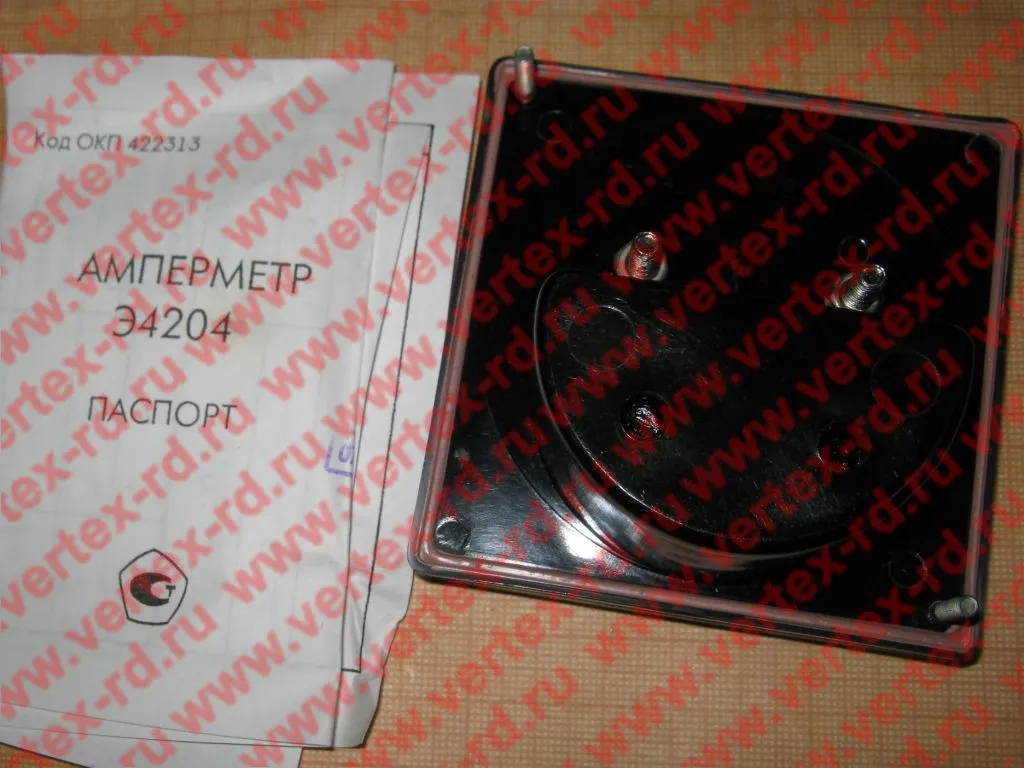 Код ОКП 422313
АМПЕРМЕТР
Э4204
ПАСПОРТ
www.vertex-rd.ru